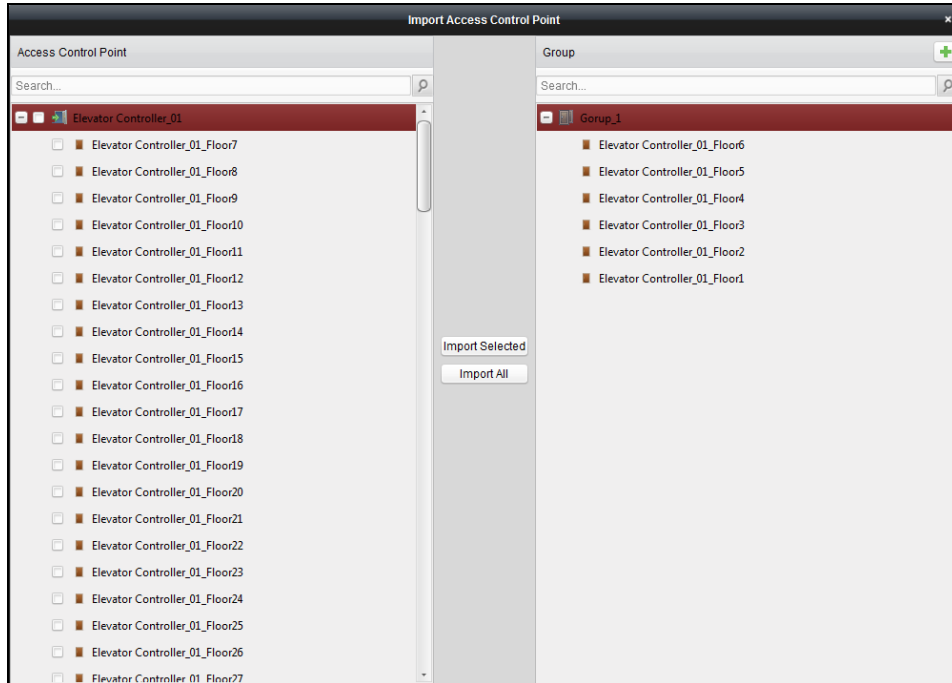 Import Access Control Point
Access Control Point
Search...
Elevator Controller_01
Elevator Controller_01_Floor7
Elevator Controller_01_Floor8
Elevator Controller_01_Floor9
Elevator Controller_01_Floor10
Elevator Controller_01_Floor11
Elevator Controller_01_Floor12
Elevator Controller_01_Floor13
Elevator Controller_01_Floor14
Elevator Controller_01_Floor15
Elevator Controller_01_Floor16
Elevator Controller_01_Floor17
Elevator Controller_01_Floor18
Elevator Controller_01_Floor19
Elevator Controller_01_Floor20
Elevator Controller_01_Floor21
Elevator Controller_01_Floor22
Elevator Controller_01_Floor23
Elevator Controller_01_Floor24
Elevator Controller_01_Floor25
Elevator Controller_01_Floor26
Elevator Controller_01_Floor27
Import Selected
Import All
Group
Search...
Gorup_1
Elevator Controller_01_Floor6
Elevator Controller_01_Floor5
Elevator Controller_01_Floor4
Elevator Controller_01_Floor3
Elevator Controller_01_Floor2
Elevator Controller_01_Floor1